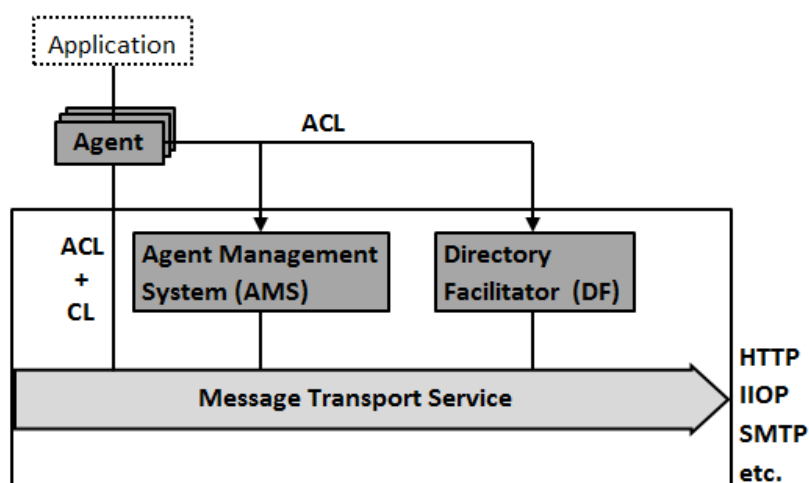 Application
Agent
ACL
ACL
+
CL
Agent Management
System (AMS)
Directory
Facilitator (DF)
Message Transport Service
HTTP
IIOP
SMTP
etc.